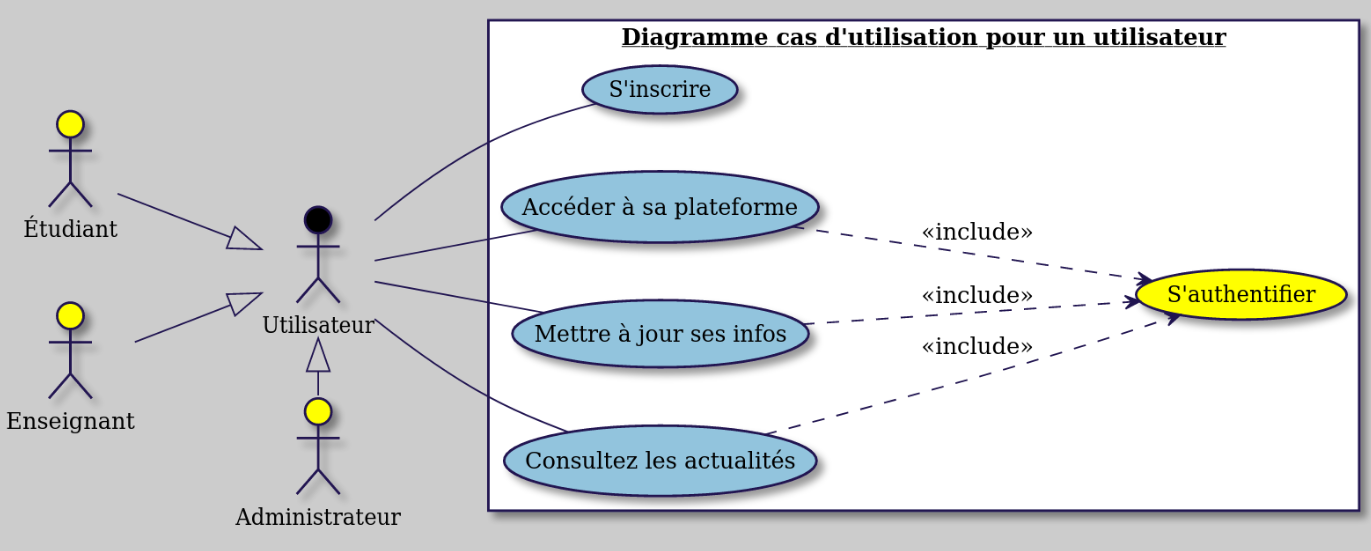 Diagramme cas d'utilisation pour un utilisateur
S'inscrire
Étudiant
Accéder à sa plateforme
«include»
Utilisateur
«include»
S'authentifier
Mettre à jour ses infos
«include»
Enseignant
Consultez les actualités
Administrateur